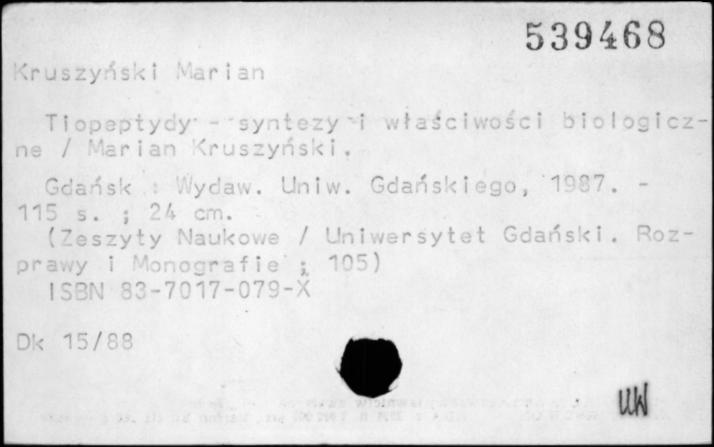 539468
Kruszyński Marian
Tiopeptydy - syntezy i właściwości biologicz-
ne / Marian Kruszyński.
Gdańsk : Wydaw. Uniw. Gdańskiego, 1987. -
115 s. ; 24 cm.
(Zeszyty Naukowe / Uniwersytet Gdański. Roz-
prawy i Monografie ; 105)
ISBN 83-7017-079-X
Dk 15/88
UW